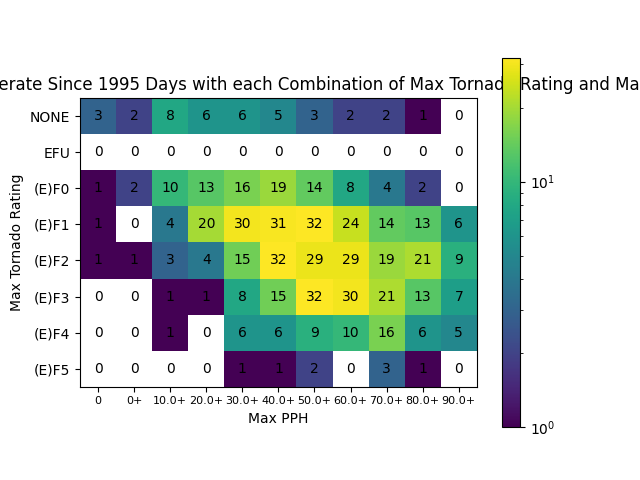 erate Since 1995 Days with each Combination of Max Tornado Rating and Ma
NONE 3 2 8 6 6 5 3 2 2 1 0
EFU 0 0 0 0 0 0 0 0 0 0 0
(E)F0 1 2 10 13 16 19 14 8 4 2 0
(E)F1 1 0 4 20 30 31 32 24 14 13 6
(E)F2 1 1 3 4 15 32 29 29 19 21 9
(E)F3 0 0 1 1 8 15 32 30 21 13 7
(E)F4 0 0 1 0 6 6 9 10 16 6 5
(E)F5 0 0 0 0 1 1 2 0 3 1 0
0 0+ 10.0+ 20.0+ 30.0+ 40.0+ 50.0+ 60.0+ 70.0+ 80.0+ 90.0+
Max PPH
Max Tornado Rating
10¹
10⁰